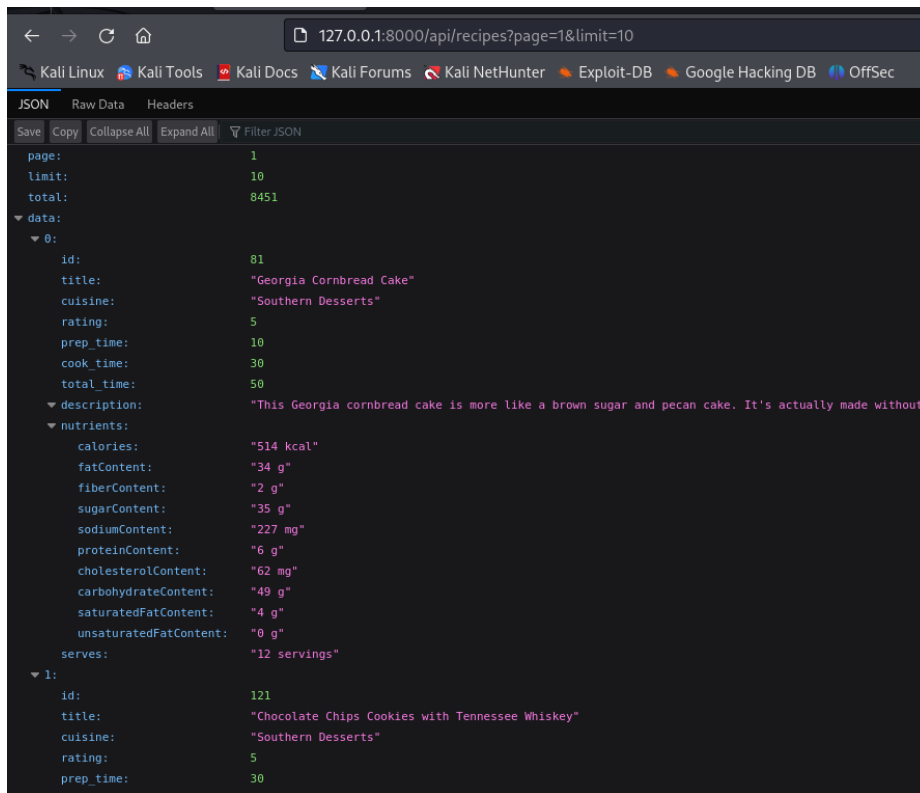 127.0.0.1:8000/api/recipes?page=1&limit=10
Kali Linux Kali Tools Kali Docs Kali Forums Kali NetHunter Exploit-DB Google Hacking DB OffSec
JSON Raw Data Headers
Save Copy Collapse All Expand All Filter JSON
page: 1
limit: 10
total: 8451
data:
0:
id: 81
title: "Georgia Cornbread Cake"
cuisine: "Southern Desserts"
rating: 5
prep_time: 10
cook_time: 30
total_time: 50
description: "This Georgia cornbread cake is more like a brown sugar and pecan cake. It's actually made without
nutrients:
calories: "514 kcal"
fatContent: "34 g"
fiberContent: "2 g"
sugarContent: "35 g"
sodiumContent: "227 mg"
proteinContent: "6 g"
cholesterolContent: "62 mg"
carbohydrateContent: "49 g"
saturatedFatContent: "4 g"
unsaturatedFatContent: "0 g"
serves: "12 servings"
1:
id: 121
title: "Chocolate Chips Cookies with Tennessee Whiskey"
cuisine: "Southern Desserts"
rating: 5
prep_time: 30